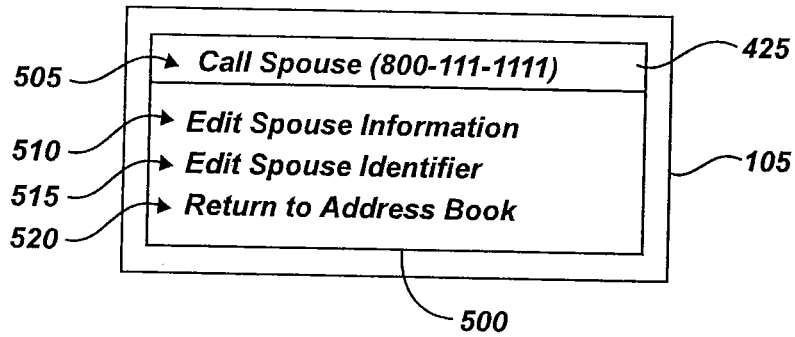 505 Call Spouse (800-111-1111) 425
510 Edit Spouse Information
515 Edit Spouse Identifier 105
520 Return to Address Book
500